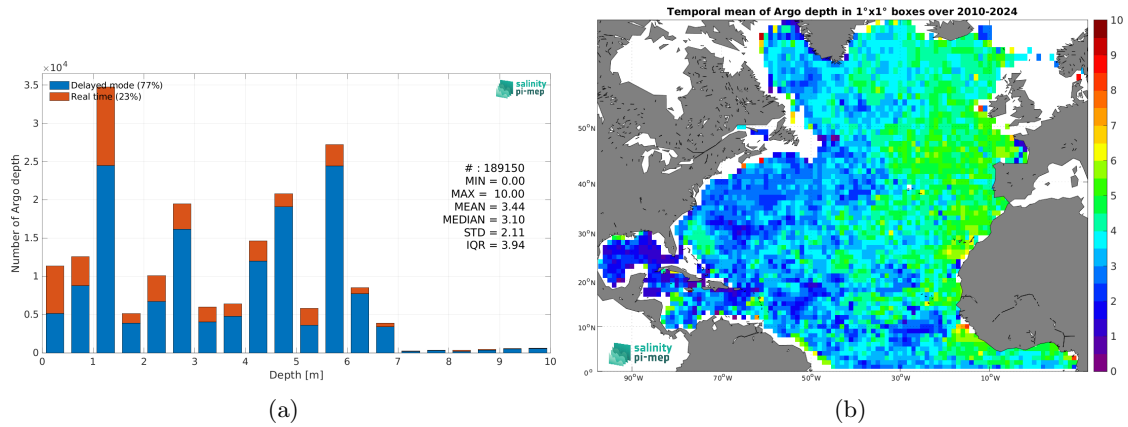 ×10⁴
Delayed mode (77%)
Real time (23%)
salinity
pi-mep
# : 189150
MIN = 0.00
MAX = 10.00
MEAN = 3.44
MEDIAN = 3.10
STD = 2.11
IQR = 3.94
Number of Argo depth
3.5
3
2.5
2
1.5
1
0.5
0
0 1 2 3 4 5 6 7 8 9 10
Depth [m]
(a)
Temporal mean of Argo depth in 1°x1° boxes over 2010-2024
50°N
40°N
30°N
20°N
10°N
0°
90°W 70°W 50°W 30°W 10°W
salinity
pi-mep
10
9
8
7
6
5
4
3
2
1
0
(b)